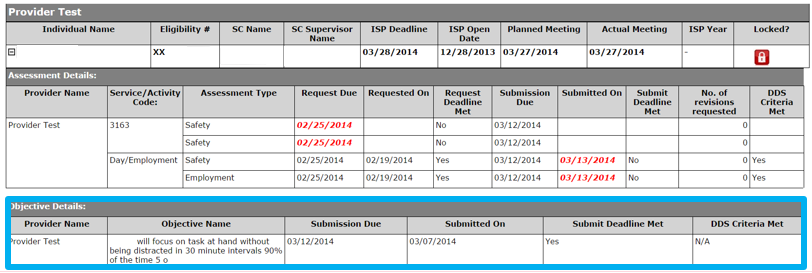 Provider Test
Individual Name Eligibility # SC Name SC Supervisor Name ISP Deadline ISP Open Date Planned Meeting Actual Meeting ISP Year Locked?
XX 03/28/2014 12/28/2013 03/27/2014 03/27/2014 -
Assessment Details:
Provider Name Service/Activity Code: Assessment Type Request Due Requested On Request Deadline Met Submission Due Submitted On Submit Deadline Met No. of revisions requested DDS Criteria Met
Provider Test 3163 Safety 02/25/2014 No 03/12/2014 0
Safety 02/25/2014 No 03/12/2014 0
Day/Employment Safety 02/25/2014 02/19/2014 Yes 03/12/2014 03/13/2014 No 0 Yes
Employment 02/25/2014 02/19/2014 Yes 03/12/2014 03/13/2014 No 0 Yes
Objective Details:
Provider Name Objective Name Submission Due Submitted On Submit Deadline Met DDS Criteria Met
Provider Test will focus on task at hand without 03/12/2014 03/07/2014 Yes N/A
being distracted in 30 minute intervals 90%
of the time 5 o